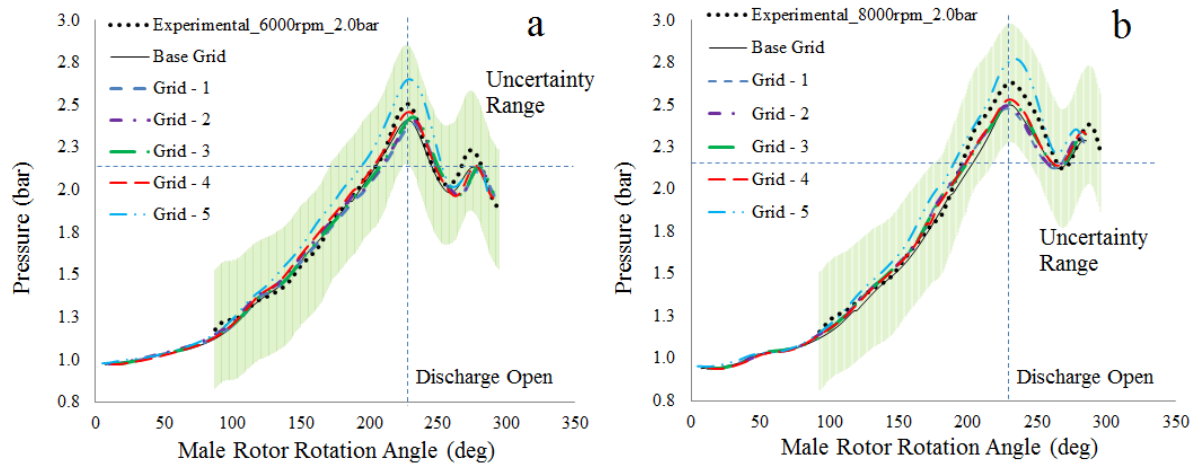 a
Experimental_6000rpm_2.0bar
Base Grid
Grid - 1
Grid - 2
Grid - 3
Grid - 4
Grid - 5
Uncertainty
Range
Discharge Open
Pressure (bar)
3.0
2.8
2.5
2.3
2.0
1.8
1.5
1.3
1.0
0.8
0
50
100
150
200
250
300
350
Male Rotor Rotation Angle (deg)
b
Experimental_8000rpm_2.0bar
Base Grid
Grid - 1
Grid - 2
Grid - 3
Grid - 4
Grid - 5
Uncertainty
Range
Discharge Open
Pressure (bar)
3.0
2.8
2.5
2.3
2.0
1.8
1.5
1.3
1.0
0.8
0
50
100
150
200
250
300
350
Male Rotor Rotation Angle (deg)